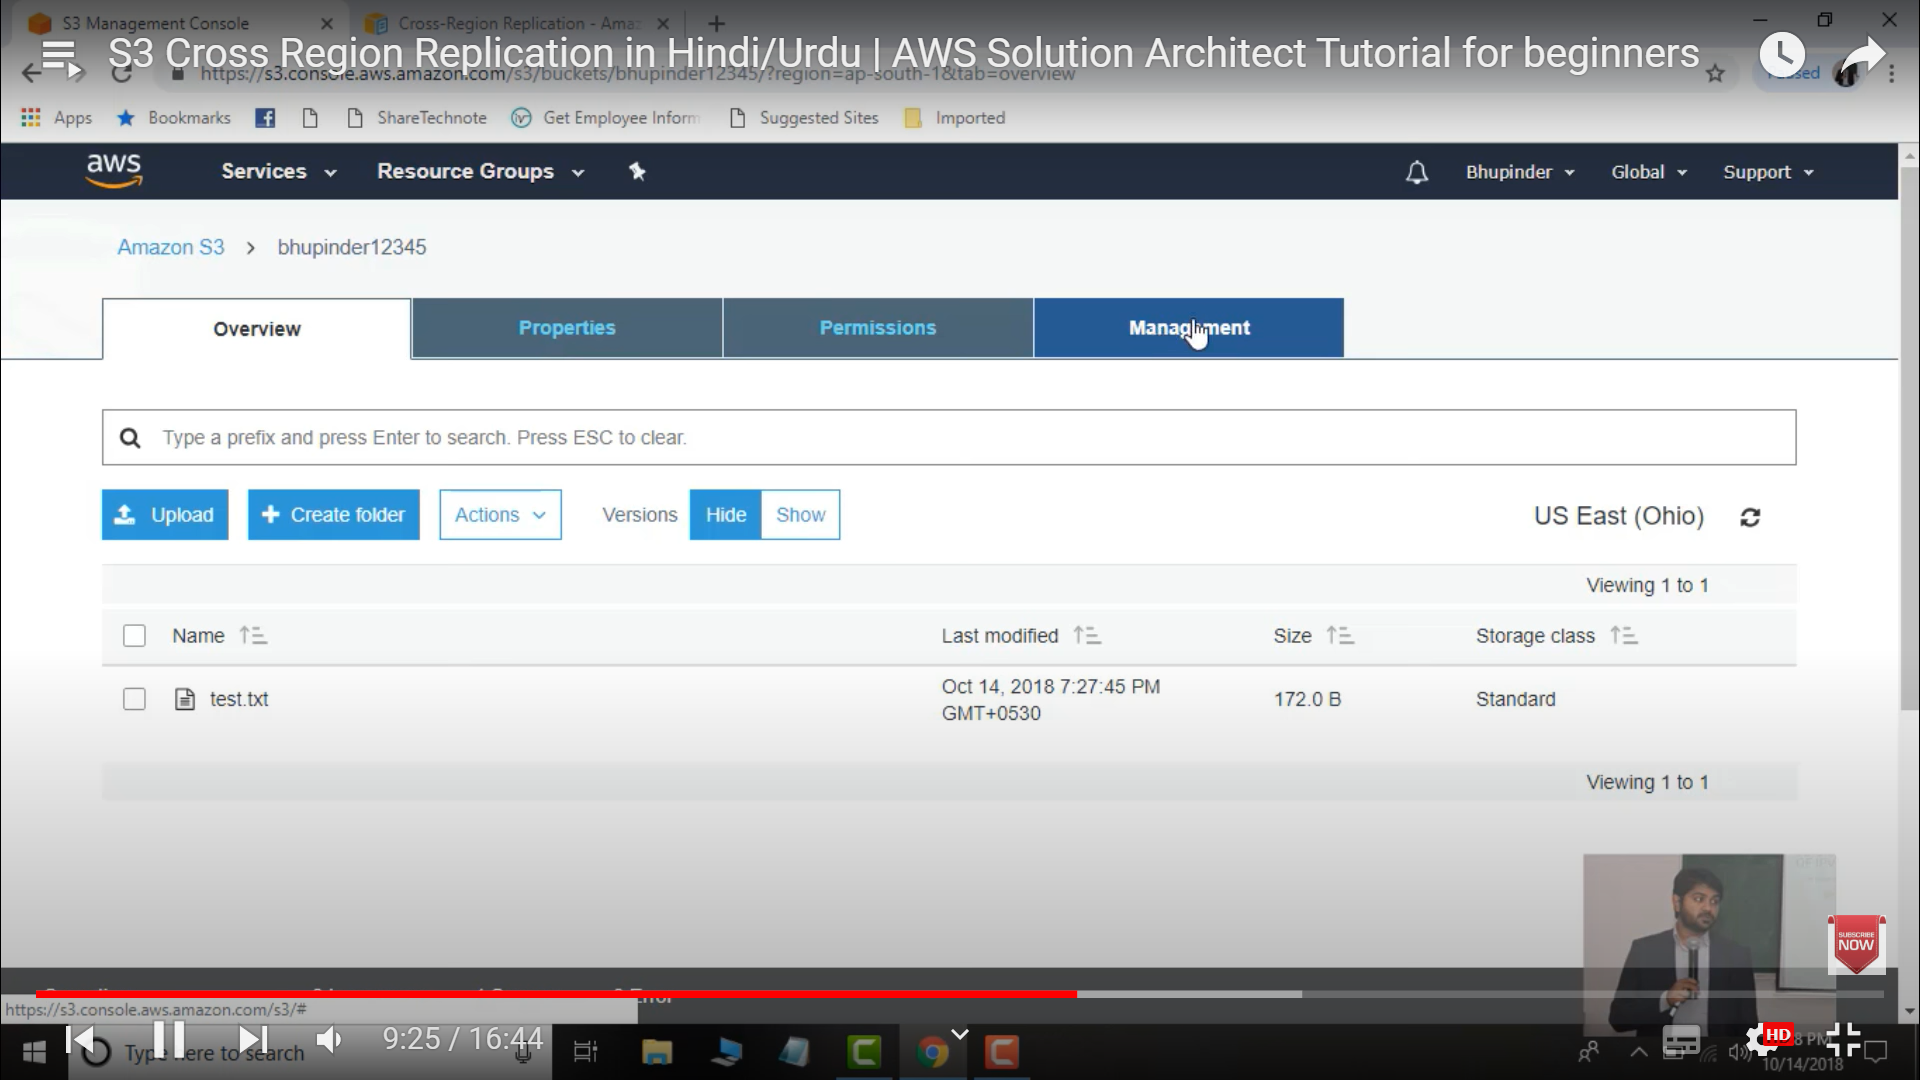 S3 Management Console
Cross-Region Replication - Ama
S3 Cross Region Replication in Hindi/Urdu | AWS Solution Architect Tutorial for beginners
https://s3.console.aws.amazon.com/s3/buckets/bhupinder12345/?region=ap-south-1&tab=overview
Apps Bookmarks ShareTechnote Get Employee Inform Suggested Sites Imported
aws Services Resource Groups Bhupinder Global Support
Amazon S3 > bhupinder12345
Overview Properties Permissions Management
Type a prefix and press Enter to search. Press ESC to clear.
Upload Create folder Actions Versions Hide Show US East (Ohio)
Viewing 1 to 1
Name Last modified Size Storage class
test.txt Oct 14, 2018 7:27:45 PM GMT+0530 172.0 B Standard
Viewing 1 to 1
SUBSCRIBE
NOW
https://s3.console.aws.amazon.com/s3/#
9:25 / 16:44
Type here to search
HD
PM
10/14/2018